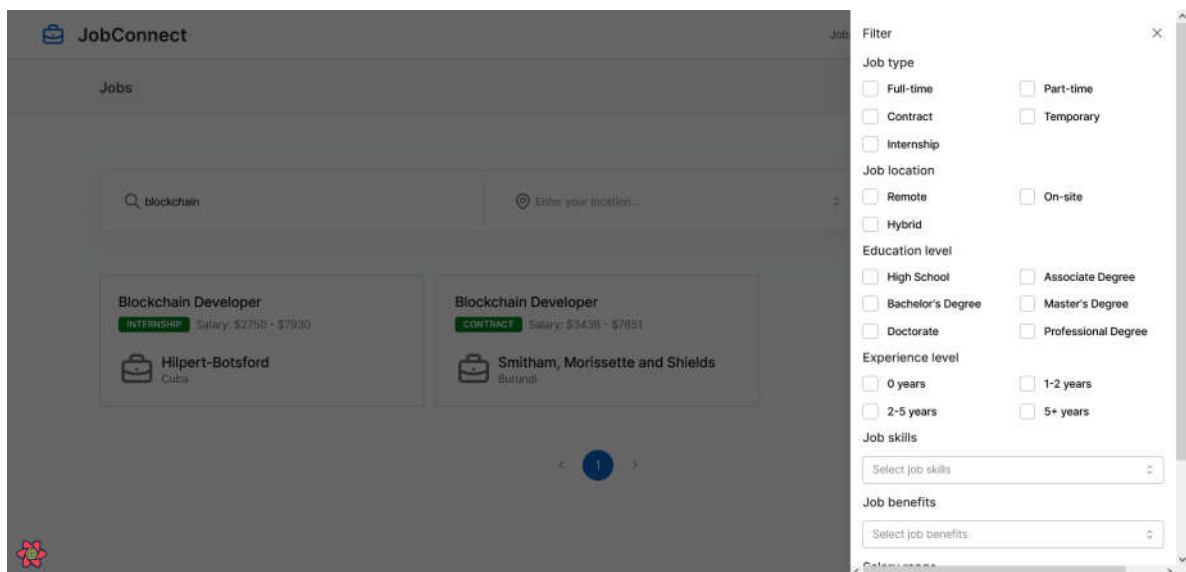 JobConnect
Job
Jobs
blockchain
Enter your location...
Blockchain Developer
INTERNSHIP Salary: $2750 - $7930
Hilpert-Botsford
Cuba
Blockchain Developer
CONTRACT Salary: $3436 - $7651
Smitham, Morissette and Shields
Burundi
< 1 >
Filter
Job type
Full-time Part-time
Contract Temporary
Internship
Job location
Remote On-site
Hybrid
Education level
High School Associate Degree
Bachelor's Degree Master's Degree
Doctorate Professional Degree
Experience level
0 years 1-2 years
2-5 years 5+ years
Job skills
Select job skills
Job benefits
Select job benefits
Salary range